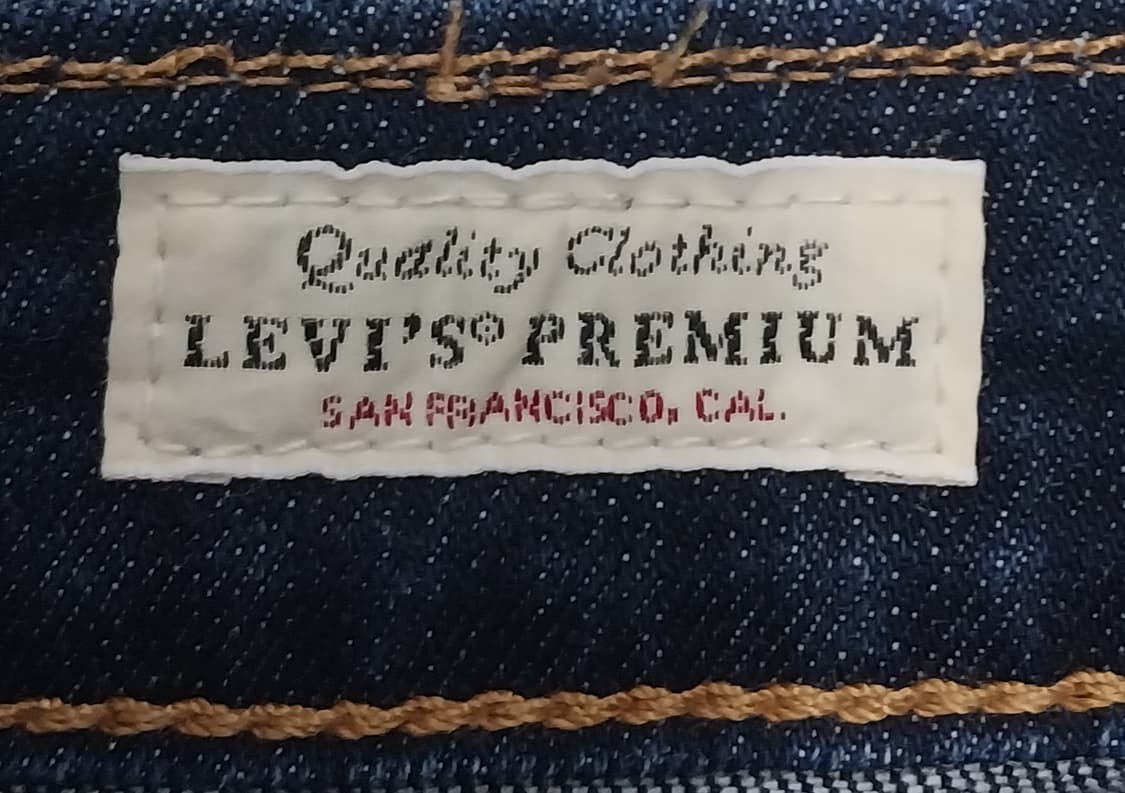 Quality Clothing
LEVI'S® PREMIUM
SAN FRANCISCO, CAL.